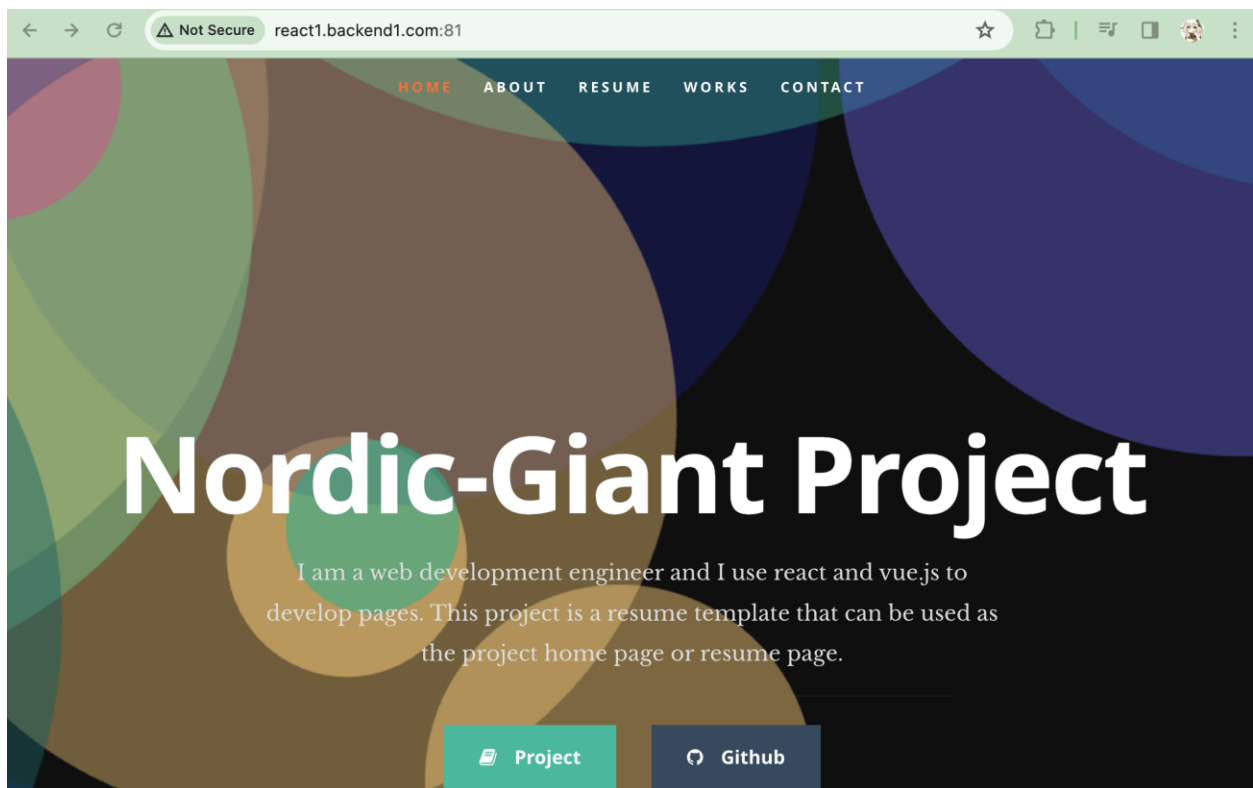 Not Secure react1.backend1.com:81
HOME ABOUT RESUME WORKS CONTACT
Nordic-Giant Project
I am a web development engineer and I use react and vue.js to
develop pages. This project is a resume template that can be used as
the project home page or resume page.
Project Github